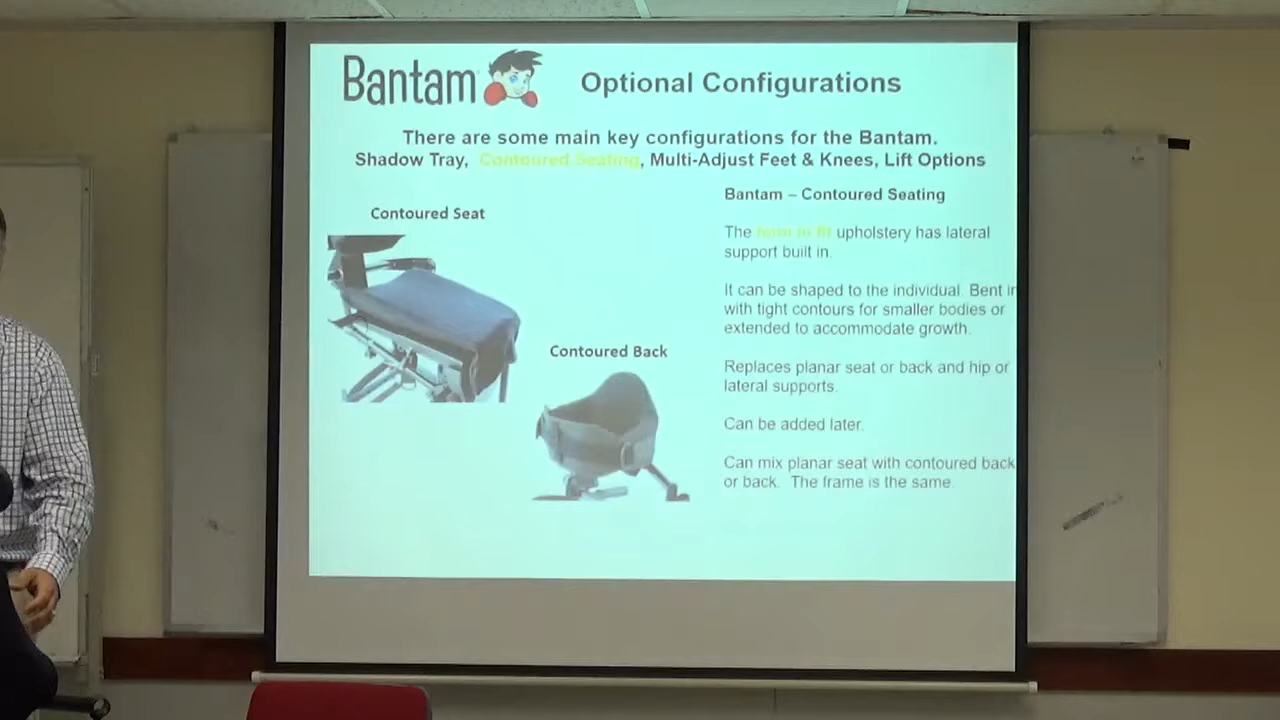 Bantam
Optional Configurations
There are some main key configurations for the Bantam.
Shadow Tray, Contoured Seating, Multi-Adjust Feet & Knees, Lift Options
Bantam – Contoured Seating
Contoured Seat
The form to fit upholstery has lateral
support built in.
It can be shaped to the individual. Bent in
with tight contours for smaller bodies or
extended to accommodate growth.
Contoured Back
Replaces planar seat or back and hip or
lateral supports.
Can be added later.
Can mix planar seat with contoured back
or back. The frame is the same.